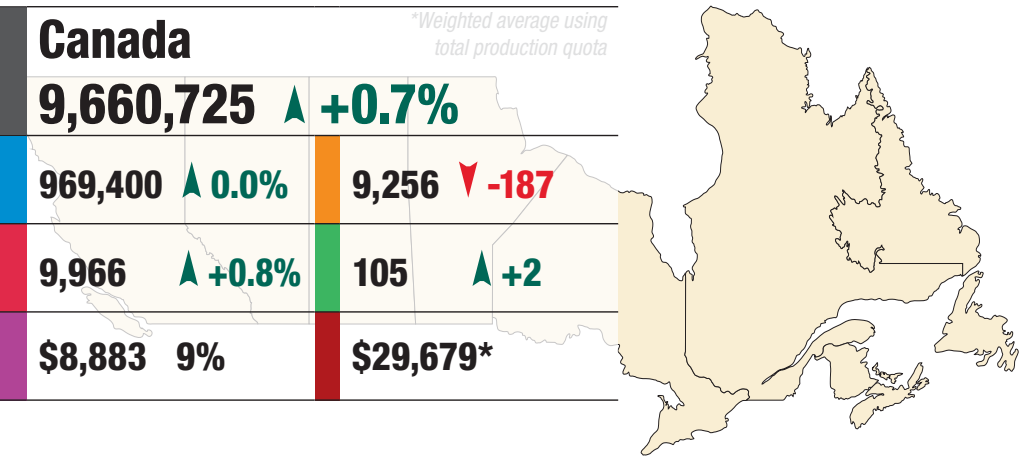 Canada
*Weighted average using
total production quota
9,660,725 +0.7%
969,400 0.0% 9,256 -187
9,966 +0.8% 105 +2
$8,883 9% $29,679*